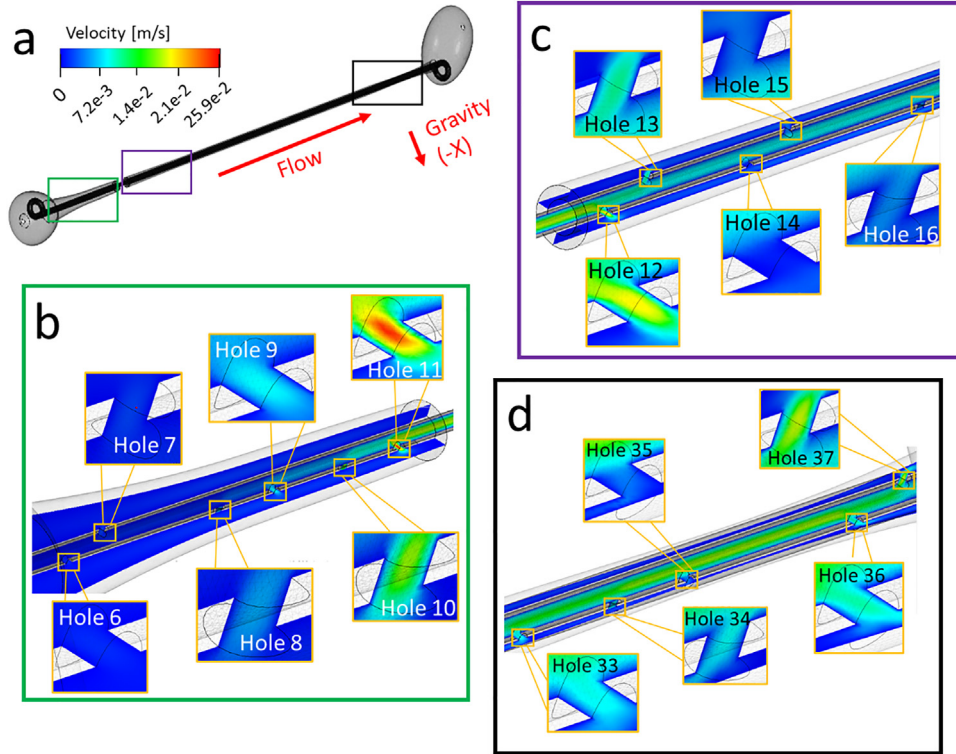 a
Velocity [m/s]
0
7.2e-3
1.4e-2
2.1e-2
25.9e-2
Flow
Gravity
(-X)
b
Hole 6
Hole 7
Hole 8
Hole 9
Hole 10
Hole 11
c
Hole 12
Hole 13
Hole 14
Hole 15
Hole 16
d
Hole 33
Hole 34
Hole 35
Hole 36
Hole 37